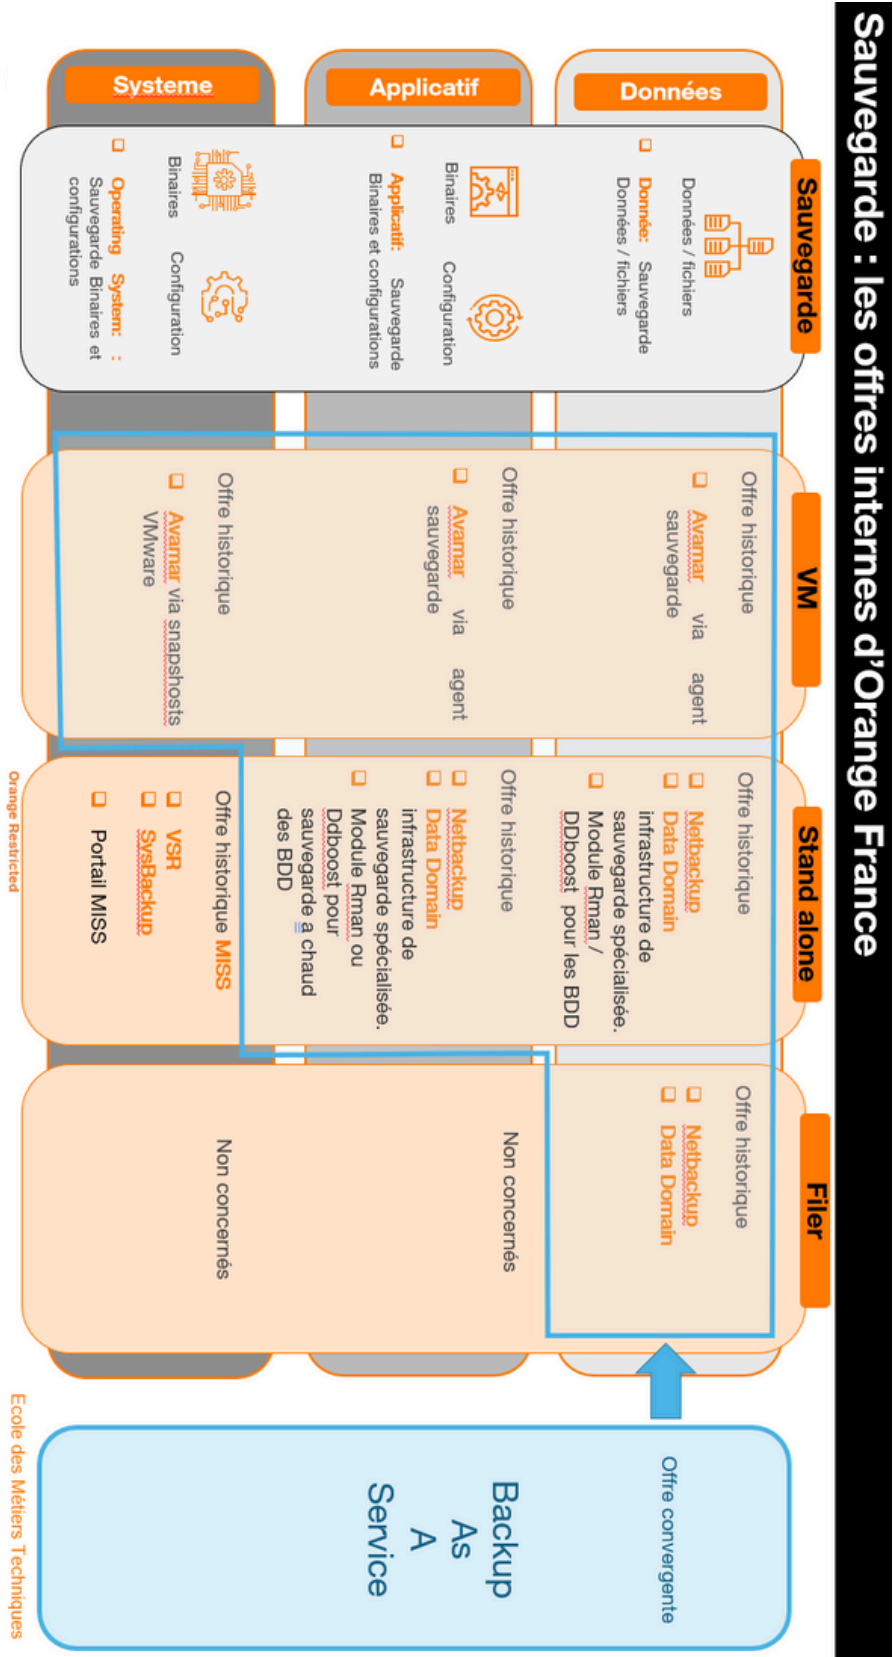 Sauvegarde : les offres internes d'Orange France
Sauvegarde
VM
Stand alone
Filer
Données
Données / fichiers
Donnée: Sauvegarde
Données / fichiers
Offre historique
Avamar via agent
sauvegarde
Offre historique
Netbackup
Data Domain
infrastructure de
sauvegarde spécialisée.
Module Rman /
DDboost pour les BDD
Offre historique
Netbackup
Data Domain
Applicatif
Binaires
Configuration
Applicatif: Sauvegarde
Binaires et configurations
Offre historique
Avamar via agent
sauvegarde
Offre historique
Netbackup
Data Domain
infrastructure de
sauvegarde spécialisée.
Module Rman ou
Ddboost pour
sauvegarde a chaud
des BDD
Non concernés
Systeme
Binaires
Configuration
Operating System: :
Sauvegarde Binaires et
configurations
Offre historique
Avamar via snapshosts
VMware
Offre historique MISS
VSR
SysBackup
Portail MISS
Non concernés
Offre convergente
Backup
As
A
Service
Orange Restricted
Ecole des Métiers Techniques